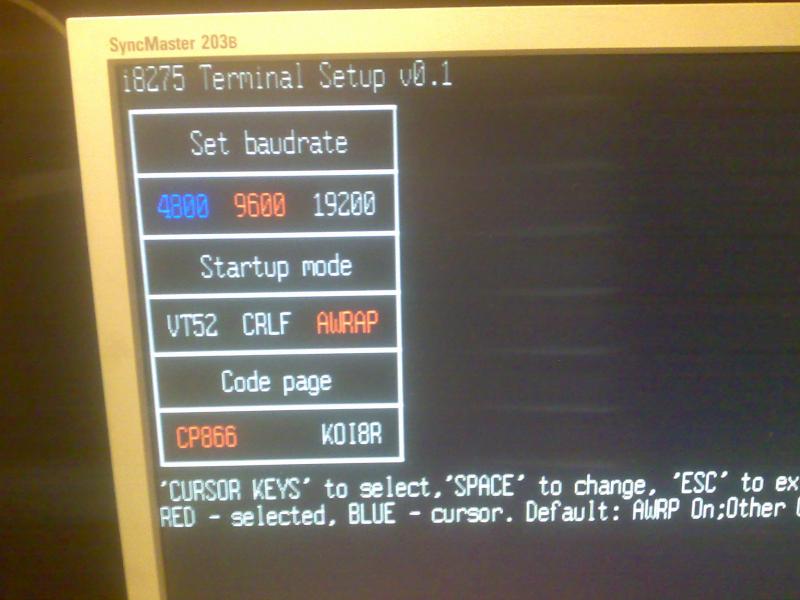 SyncMaster 203B
i8275 Terminal Setup v0.1
Set baudrate
4800 9600 19200
Startup mode
VT52 CRLF AWRAP
Code page
CP866 KOI8R
'CURSOR KEYS' to select,'SPACE' to change, 'ESC' to ex
RED - selected, BLUE - cursor. Default: AWRP On;Other